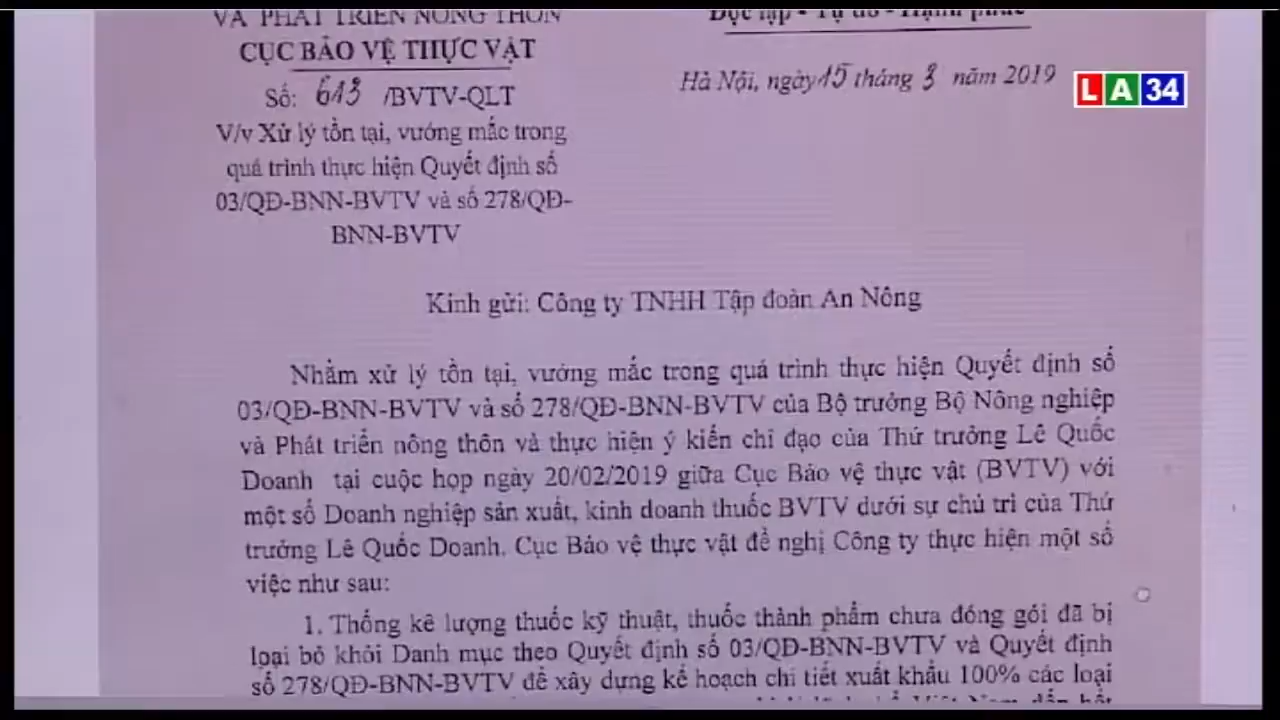 VÀ PHÁT TRIỂN NÔNG THÔN
Độc lập - Tự do - Hạnh phúc
CỤC BẢO VỆ THỰC VẬT
Hà Nội, ngày 15 tháng 3 năm 2019
LA34
Số: 613 /BVTV-QLT
V/v Xử lý tồn tại, vướng mắc trong
quá trình thực hiện Quyết định số
03/QĐ-BNN-BVTV và số 278/QĐ-
BNN-BVTV
Kính gửi: Công ty TNHH Tập đoàn An Nông
Nhằm xử lý tồn tại, vướng mắc trong quá trình thực hiện Quyết định số
03/QĐ-BNN-BVTV và số 278/QĐ-BNN-BVTV của Bộ trưởng Bộ Nông nghiệp
và Phát triển nông thôn và thực hiện ý kiến chỉ đạo của Thứ trưởng Lê Quốc
Doanh tại cuộc họp ngày 20/02/2019 giữa Cục Bảo vệ thực vật (BVTV) với
một số Doanh nghiệp sản xuất, kinh doanh thuốc BVTV dưới sự chủ trì của Thứ
trưởng Lê Quốc Doanh. Cục Bảo vệ thực vật đề nghị Công ty thực hiện một số
việc như sau:
1. Thống kê lượng thuốc kỹ thuật, thuốc thành phẩm chưa đóng gói đã bị
loại bỏ khỏi Danh mục theo Quyết định số 03/QĐ-BNN-BVTV và Quyết định
số 278/QĐ-BNN-BVTV để xây dựng kế hoạch chi tiết xuất khẩu 100% các loại
Việt Nam đến hết